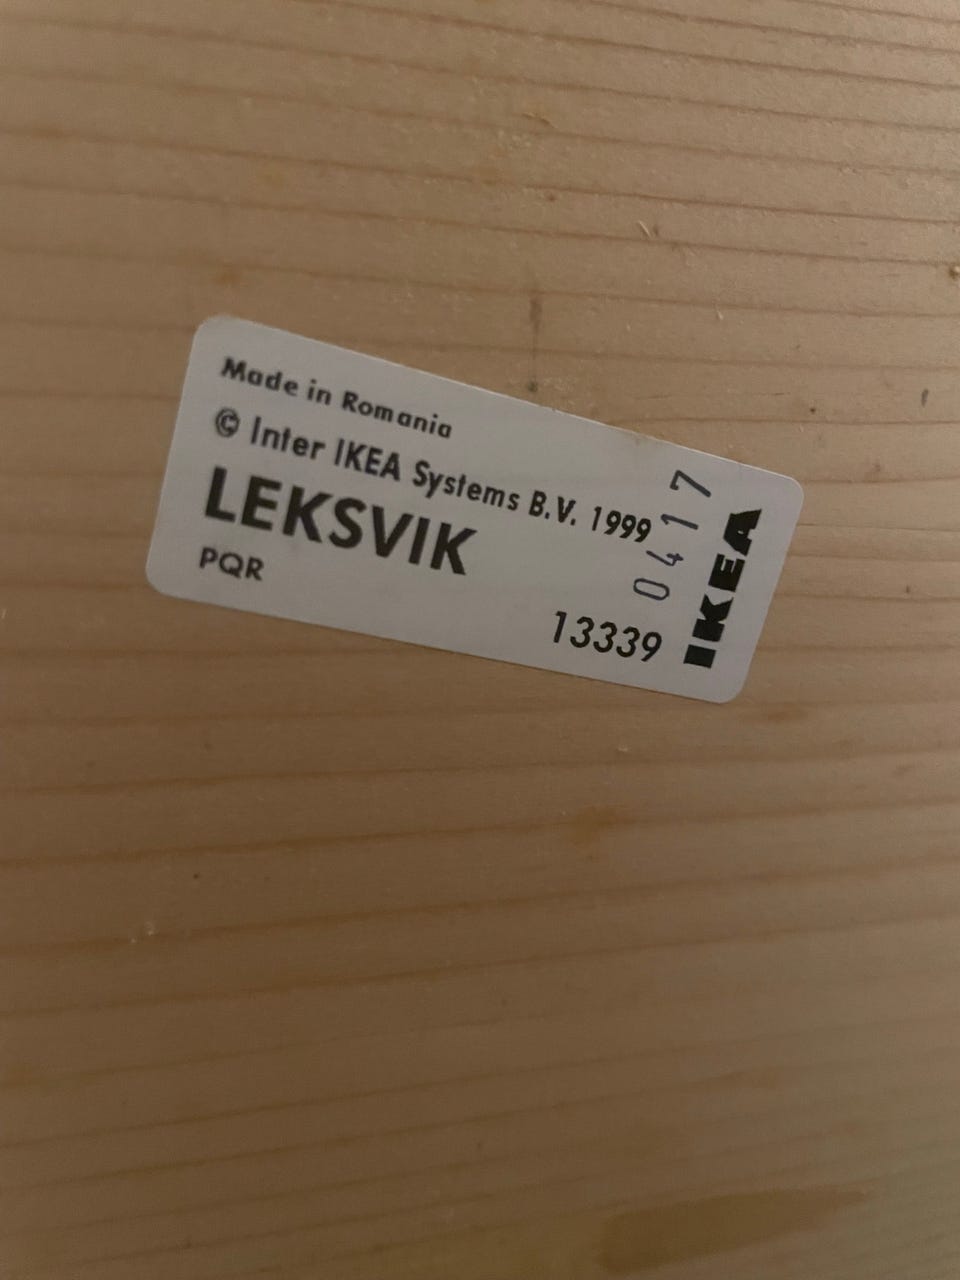 Made in Romania
© Inter IKEA Systems B.V. 1999
LEKSVIK
PQR
13339
0417
IKEA